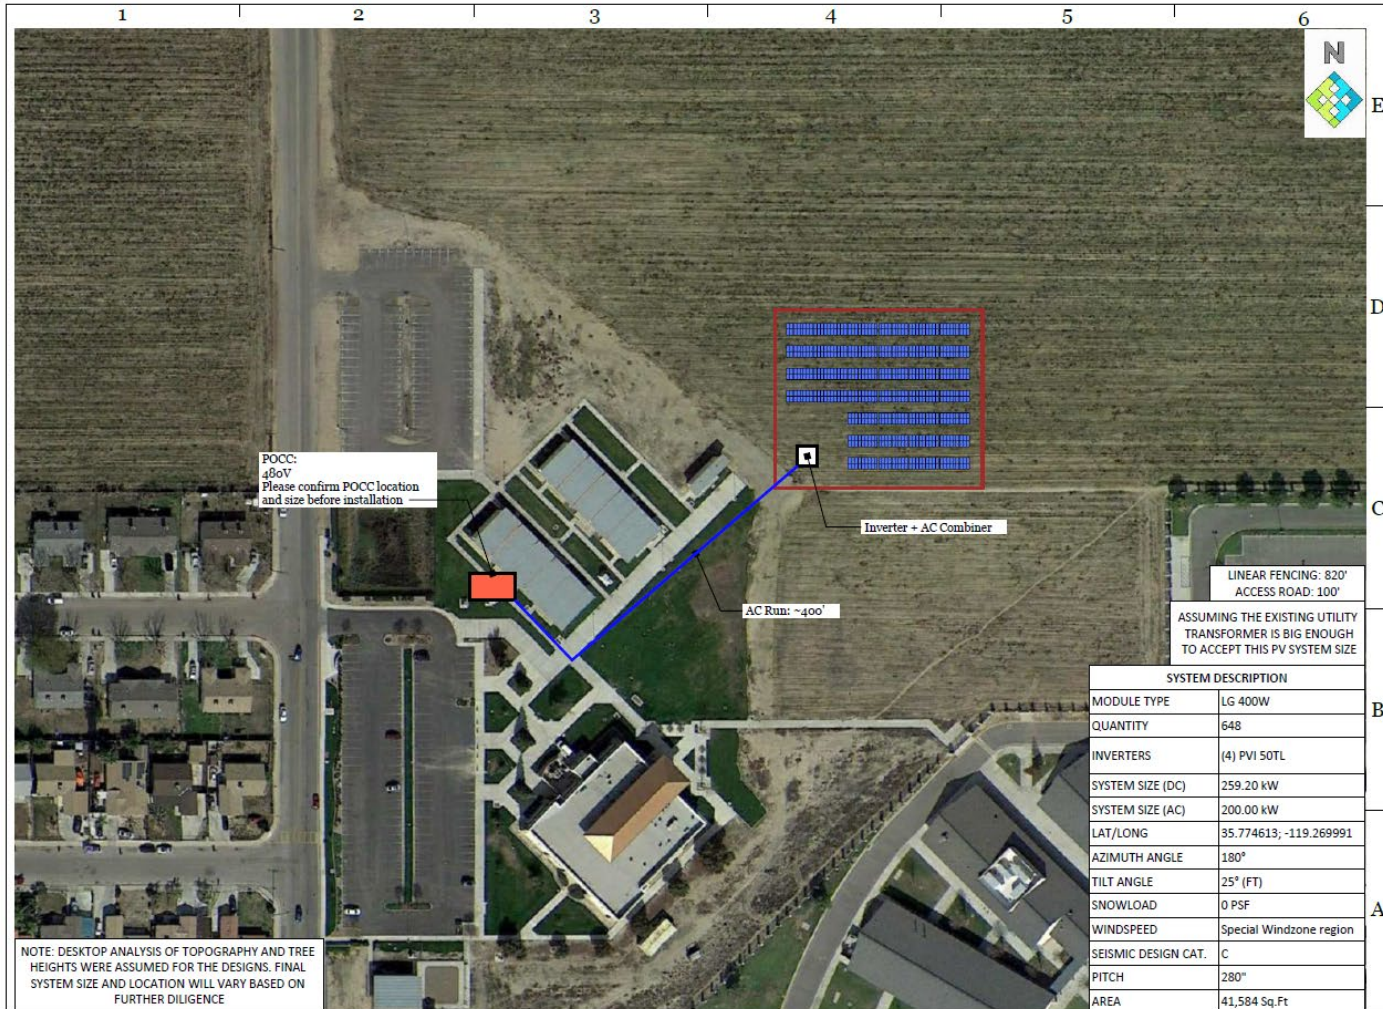 1
2
3
4
5
6
N
E
D
C
B
A
POCC:
480V
Please confirm POCC location
and size before installation
Inverter + AC Combiner
AC Run: ~400'
LINEAR FENCING: 820'
ACCESS ROAD: 100'
ASSUMING THE EXISTING UTILITY
TRANSFORMER IS BIG ENOUGH
TO ACCEPT THIS PV SYSTEM SIZE
SYSTEM DESCRIPTION
MODULE TYPE LG 400W
QUANTITY 648
INVERTERS (4) PVI 50TL
SYSTEM SIZE (DC) 259.20 kW
SYSTEM SIZE (AC) 200.00 kW
LAT/LONG 35.774613; -119.269991
AZIMUTH ANGLE 180°
TILT ANGLE 25° (FT)
SNOWLOAD 0 PSF
WINDSPEED Special Windzone region
SEISMIC DESIGN CAT. C
PITCH 280"
AREA 41,584 Sq.Ft
NOTE: DESKTOP ANALYSIS OF TOPOGRAPHY AND TREE
HEIGHTS WERE ASSUMED FOR THE DESIGNS. FINAL
SYSTEM SIZE AND LOCATION WILL VARY BASED ON
FURTHER DILIGENCE